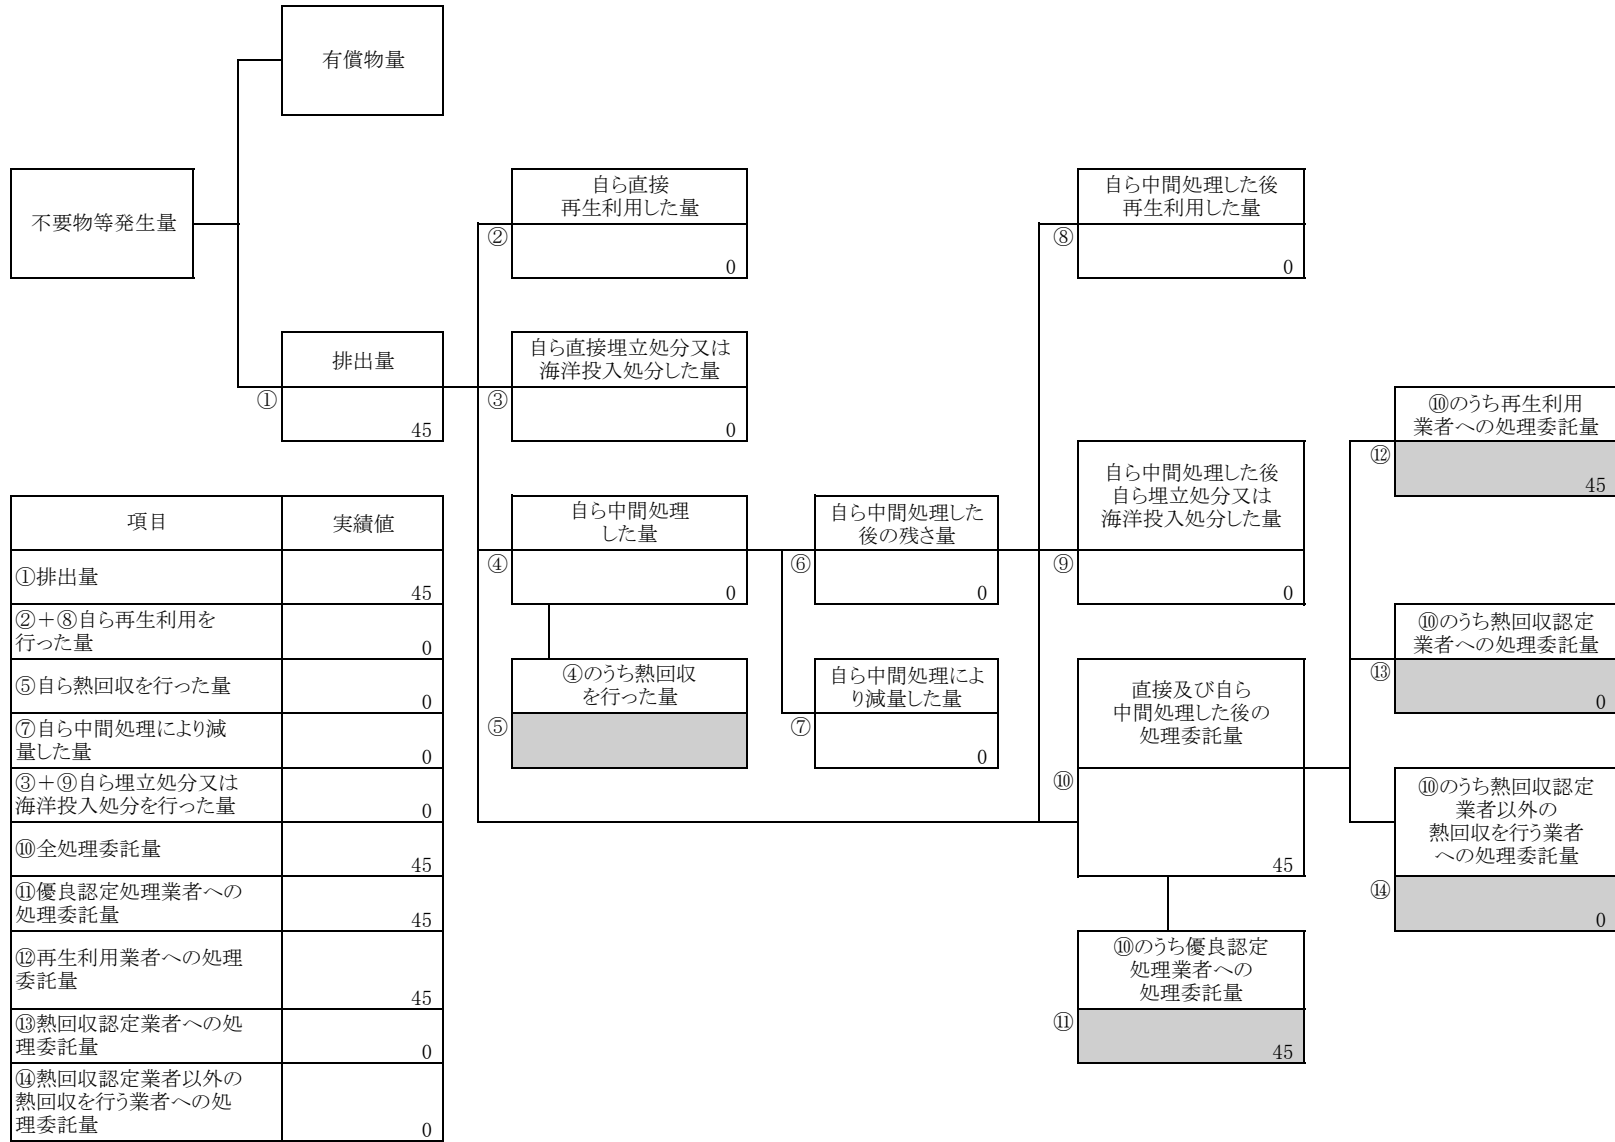 有償物量
不要物等発生量
自ら直接
再生利用した量
②
0
自ら中間処理した後
再生利用した量
⑧
0
排出量
①
45
自ら直接埋立処分又は
海洋投入処分した量
③
0
⑩のうち再生利用
業者への処理委託量
⑫
45
自ら中間処理
した量
④
0
自ら中間処理した
後の残さ量
⑥
0
自ら中間処理した後
自ら埋立処分又は
海洋投入処分した量
⑨
0
⑩のうち熱回収認定
業者への処理委託量
⑬
0
④のうち熱回収
を行った量
⑤
自ら中間処理によ
り減量した量
⑦
0
直接及び自ら
中間処理した後の
処理委託量
⑩
45
⑩のうち熱回収認定
業者以外の
熱回収を行う業者
への処理委託量
⑭
0
⑩のうち優良認定
処理業者への
処理委託量
⑪
45
項目
実績値
①排出量
45
②+⑧自ら再生利用を
行った量
0
⑤自ら熱回収を行った量
0
⑦自ら中間処理により減
量した量
0
③+⑨自ら埋立処分又は
海洋投入処分を行った量
0
⑩全処理委託量
45
⑪優良認定処理業者への
処理委託量
45
⑫再生利用業者への処理
委託量
45
⑬熱回収認定業者への処
理委託量
0
⑭熱回収認定業者以外の
熱回収を行う業者への処
理委託量
0